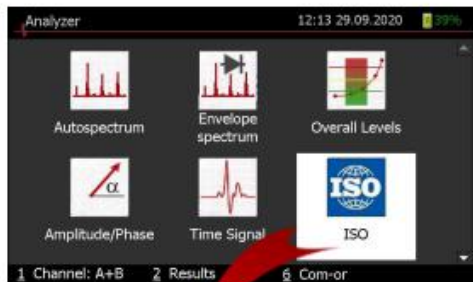 Analyzer 12:13 29.09.2020 39%
Autospectrum
Envelope
spectrum
Overall Levels
α
ISO
Amplitude/Phase
Time Signal
ISO
1 Channel: A+B 2 Results 6 Com-or